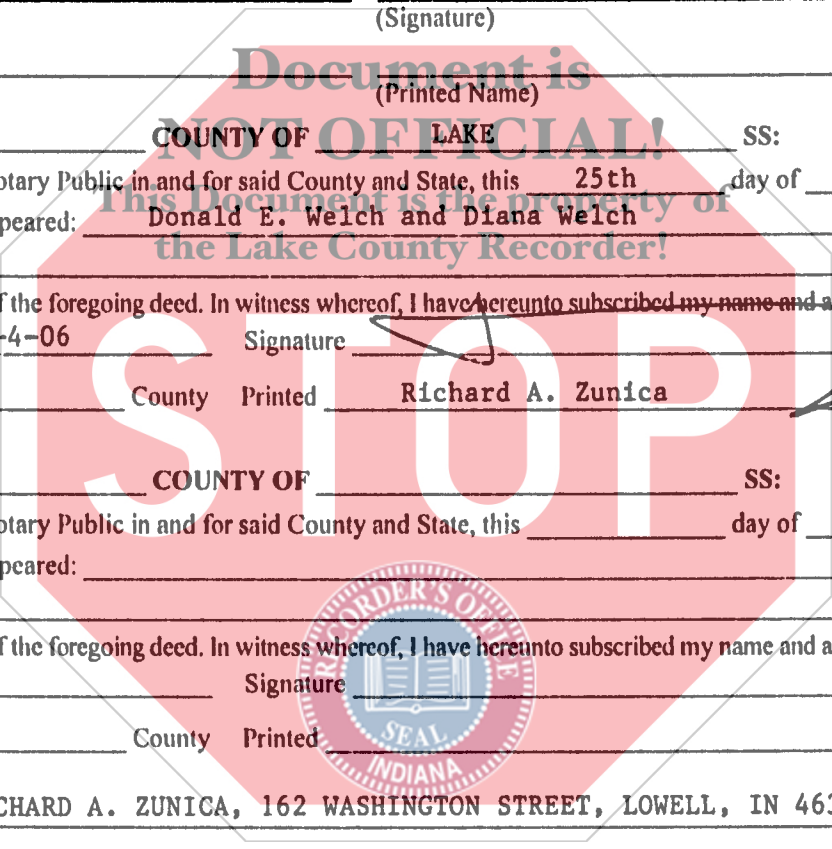 (Signature)
Document is
(Printed Name)
NOT OFFICIAL!
COUNTY OF LAKE SS:
otary Public in and for said County and State, this 25th day of
This Document is the property of
peared: Donald E. Welch and Diana Welch
the Lake County Recorder!
f the foregoing deed. In witness whereof, I have hereunto subscribed my name and a
-4-06 Signature
County Printed Richard A. Zunica
STOP
COUNTY OF SS:
otary Public in and for said County and State, this day of
peared:
RECORDER'S OFFICE
f the foregoing deed. In witness whereof, I have hereunto subscribed my name and a
Signature
SEAL
County Printed
INDIANA
CHARD A. ZUNICA, 162 WASHINGTON STREET, LOWELL, IN 463